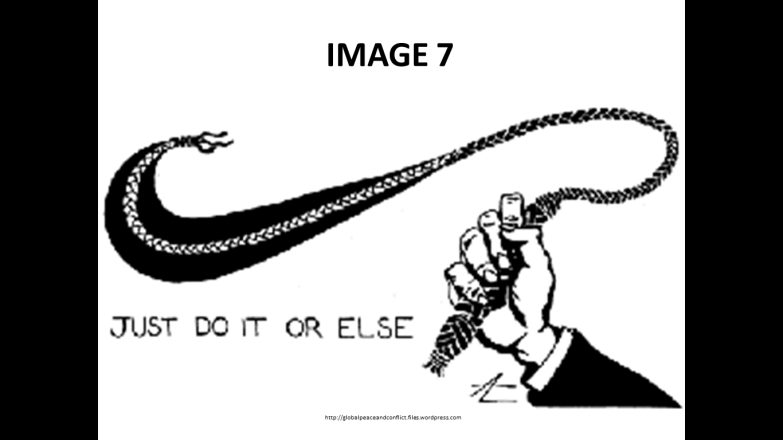 IMAGE 7
JUST DO IT OR ELSE
http://globalpeaceandconflict.files.wordpress.com